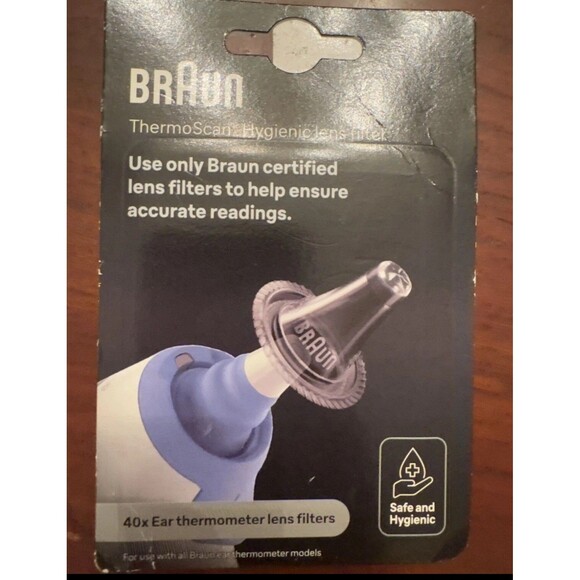 BRAUN
ThermoScan® Hygienic lens filter
Use only Braun certified
lens filters to help ensure
accurate readings.
BRAUN
40x Ear thermometer lens filters
Safe and
Hygienic
For use with all Braun ear thermometer models